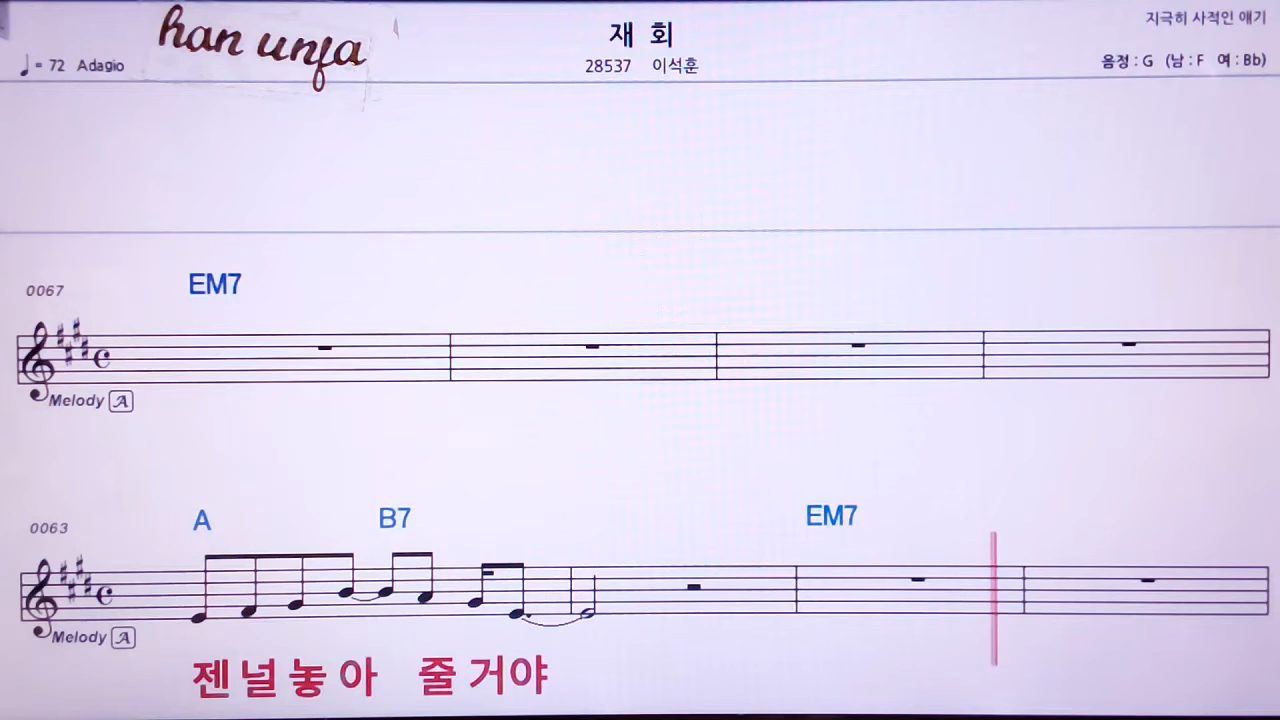 han unfa
재 회
지극히 사적인 얘기
♩= 72 Adagio
28537 이석훈
음정 : G (남 : F 여 : Bb)
EM7
0067
Melody A
A B7 EM7
0063
Melody A
젠 널 놓 아 줄 거야